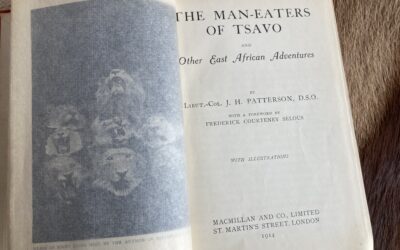 THE MAN-EATERS
OF TSAVO
AND
Other East African Adventures
BY
LIEUT.-COL. J. H. PATTERSON, D.S.O.
WITH A FOREWORD BY
FREDERICK COURTENEY SELOUS
WITH ILLUSTRATIONS
MACMILLAN AND CO., LIMITED
ST. MARTIN'S STREET, LONDON
1914